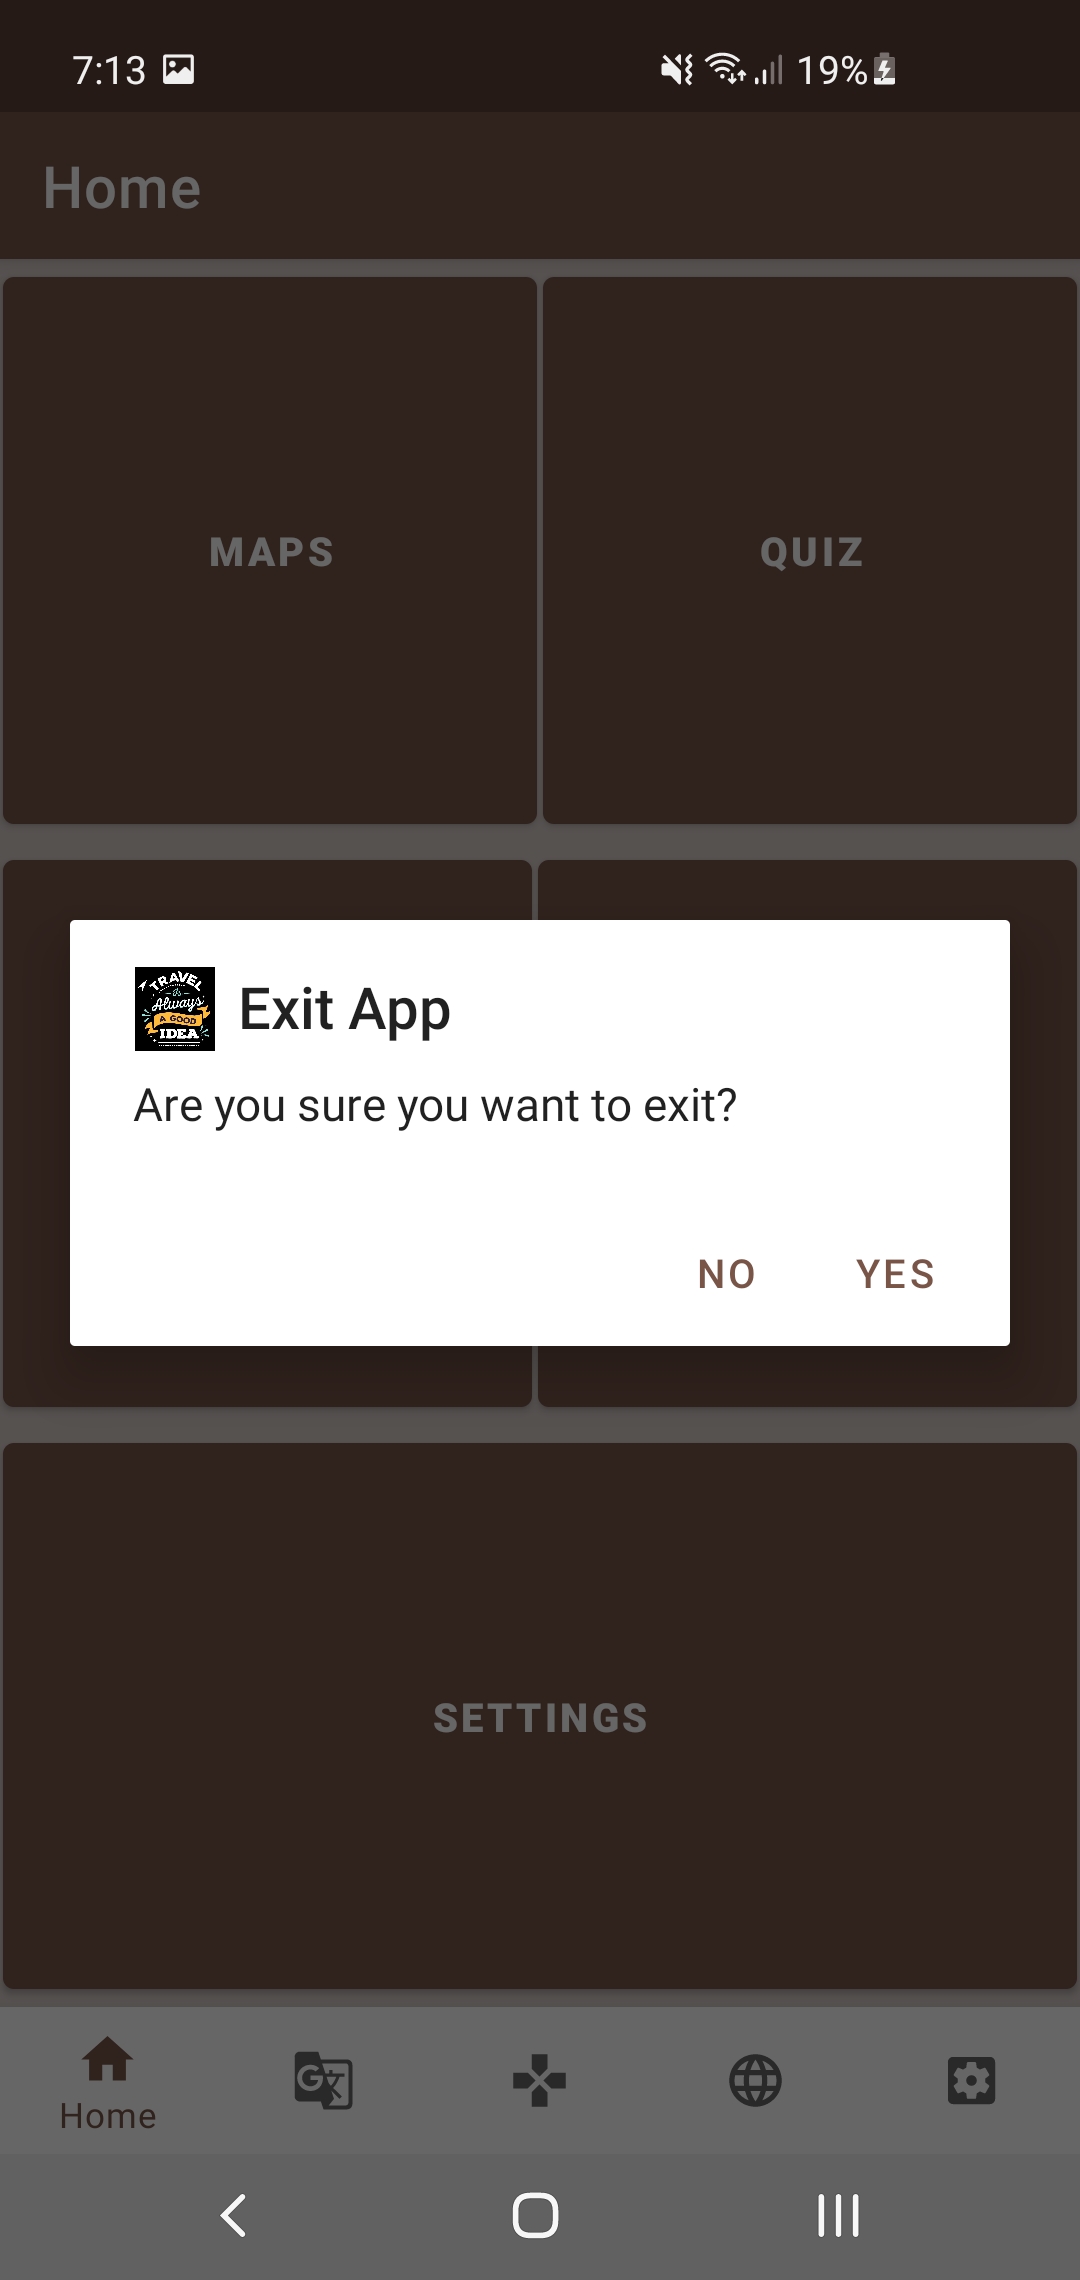 7:13 19%
Home
MAPS QUIZ
TRAVEL
Is
Always
A GOOD
IDEA
Exit App
Are you sure you want to exit?
NO YES
SETTINGS
Home